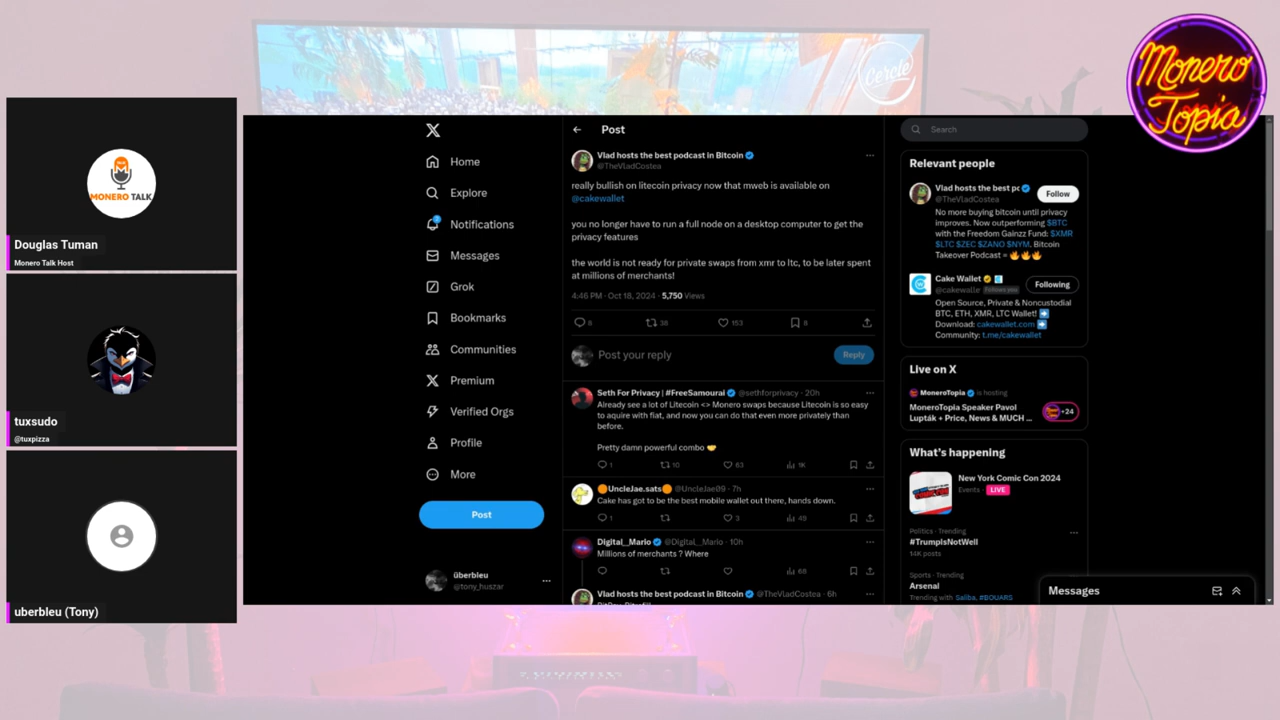 Cercle
Monero
Topia
MONERO TALK
Douglas Tuman
Monero Talk Host
tuxsudo
@tuxpizza
uberbleu (Tony)
Home
Explore
Notifications
Messages
Grok
Bookmarks
Communities
Premium
Verified Orgs
Profile
More
Post
überbleu
@tony_huszar
Post
Vlad hosts the best podcast in Bitcoin
@TheVladCostea
really bullish on litecoin privacy now that mweb is available on
@cakewallet
you no longer have to run a full node on a desktop computer to get the
privacy features
the world is not ready for private swaps from xmr to ltc, to be later spent
at millions of merchants!
4:46 PM · Oct 18, 2024 · 5,750 Views
8 38 153 8
Post your reply
Reply
Seth For Privacy | #FreeSamourai @sethforprivacy · 20h
Already see a lot of Litecoin <> Monero swaps because Litecoin is so easy
to aquire with fiat, and now you can do that even more privately than
before.
Pretty damn powerful combo 🤝
1 10 63 1K
🟠UncleJae.sats🟠 @UncleJae09 · 7h
Cake has got to be the best mobile wallet out there, hands down.
1 3 49
Digital_Mario @Digital_Mario · 10h
Millions of merchants ? Where
68
Vlad hosts the best podcast in Bitcoin @TheVladCostea · 6h
Search
Relevant people
Vlad hosts the best pc
@TheVladCostea
Follow
No more buying bitcoin until privacy
improves. Now outperforming $BTC
with the Freedom Gainzz Fund: $XMR
$LTC $ZEC $ZANO $NYM. Bitcoin
Takeover Podcast = 🔥🔥🔥
Cake Wallet
@cakewalle Follows you
Following
Open Source, Private & Noncustodial
BTC, ETH, XMR, LTC Wallet! ➡️
Download: cakewallet.com ➡️
Community: t.me/cakewallet
Live on X
MoneroTopia is hosting
MoneroTopia Speaker Pavol
Lupták + Price, News & MUCH ...
+24
What's happening
New York Comic Con 2024
Events · LIVE
Politics · Trending
#TrumpIsNotWell
14K posts
Sports · Trending
Arsenal
Trending with Saliba, #BOUARS
Messages